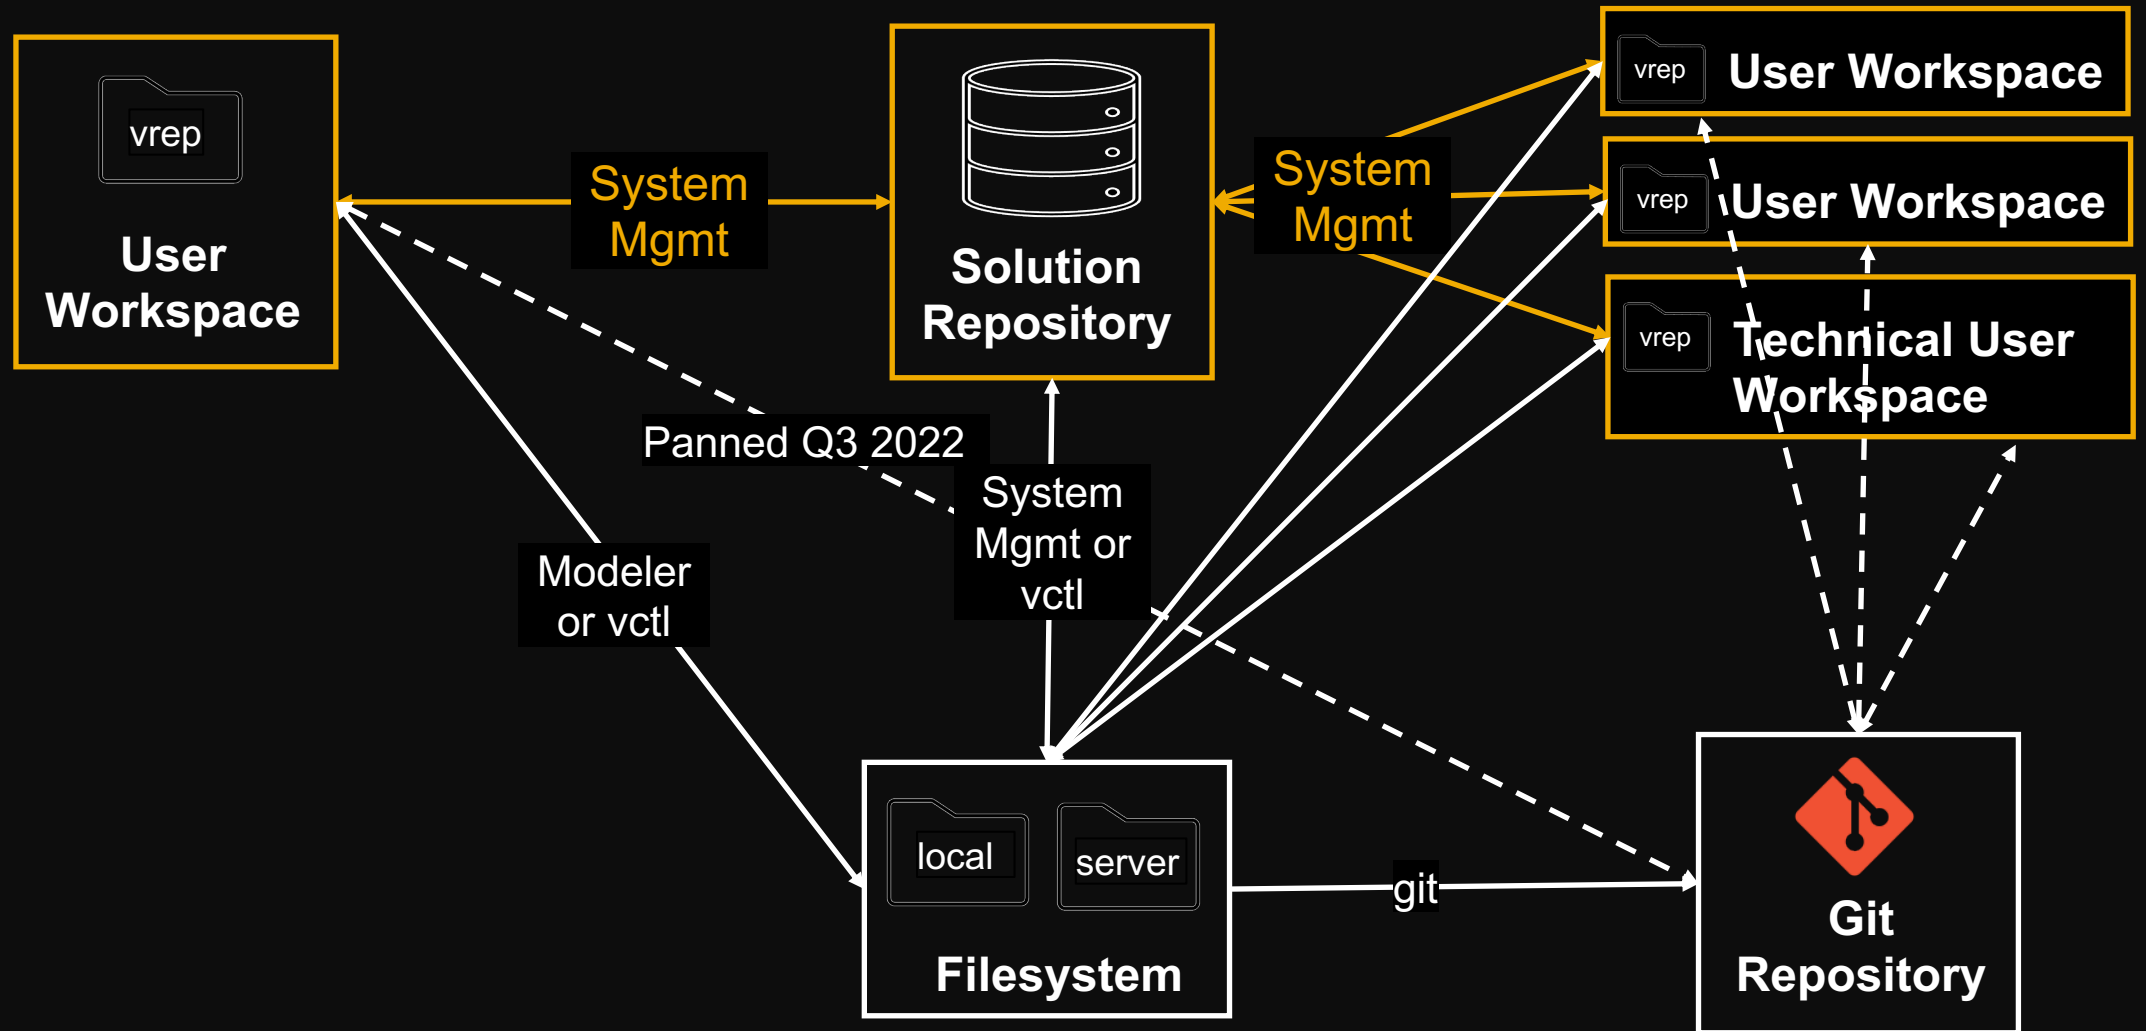 vrep
User
Workspace
System
Mgmt
Solution
Repository
System
Mgmt
vrep
User Workspace
vrep
User Workspace
vrep
Technical User
Workspace
Panned Q3 2022
System
Mgmt or
vctl
Modeler
or vctl
local
server
Filesystem
git
Git
Repository